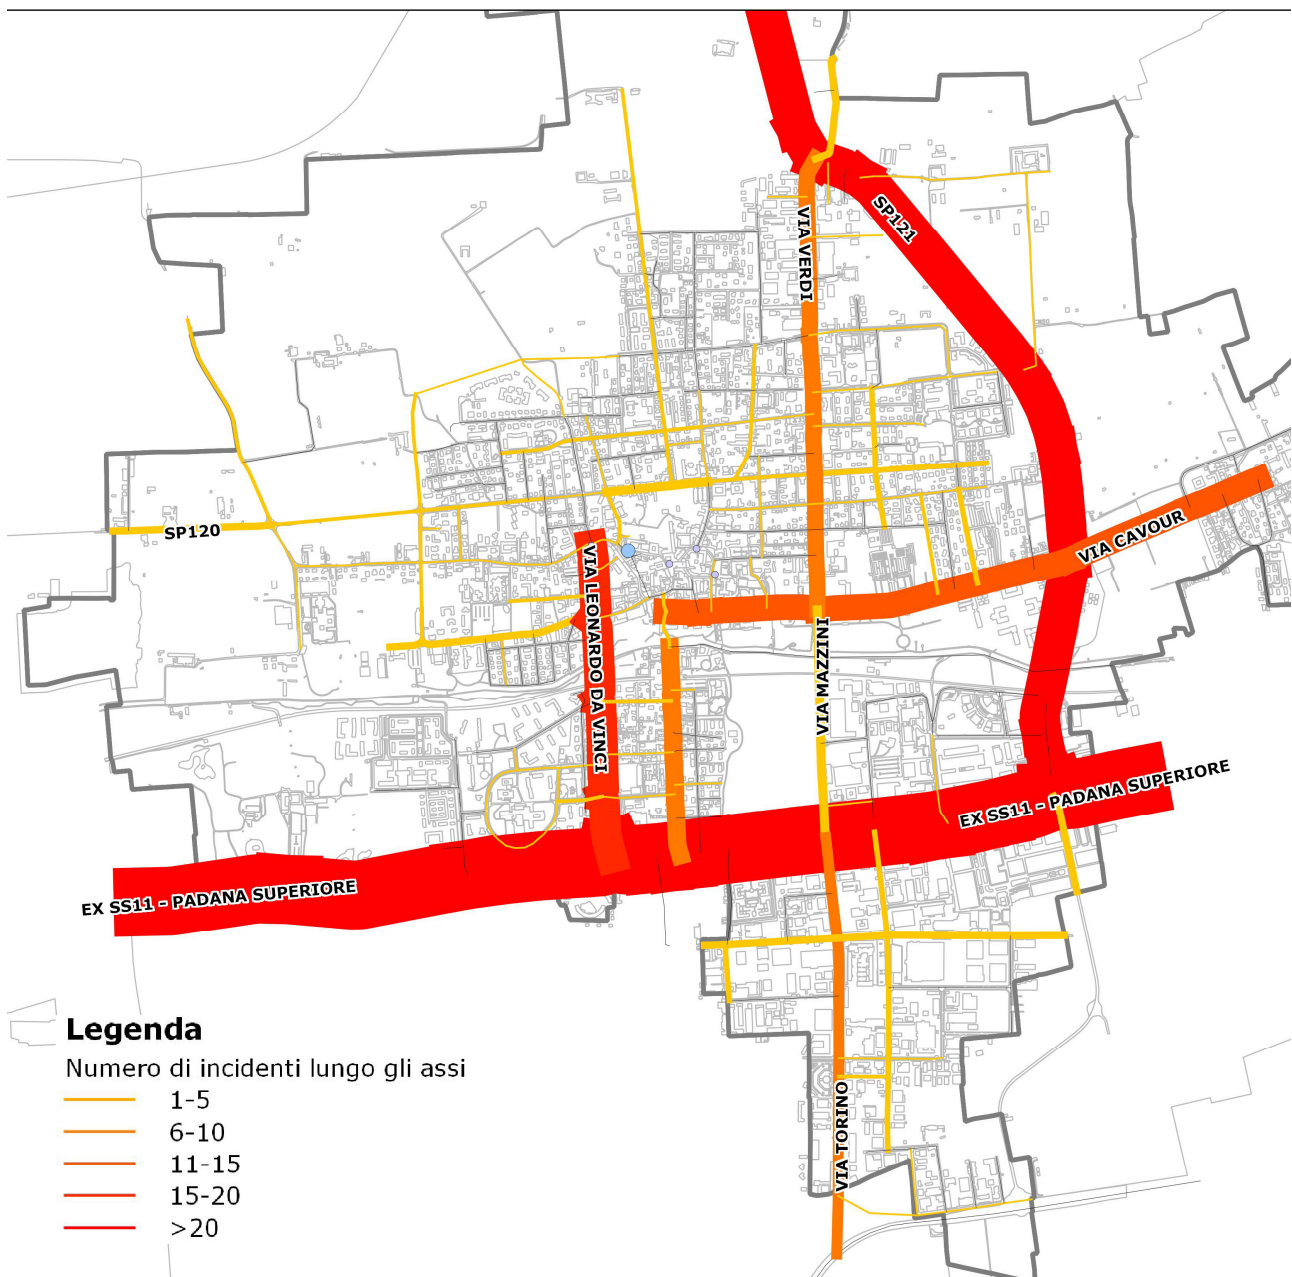 VIA VERDI
SP121
SP120
VIA CAVOUR
VIA LEONARDO DA VINCI
VIA MAZZINI
EX SS11 - PADANA SUPERIORE
EX SS11 - PADANA SUPERIORE
VIA TORINO
Legenda
Numero di incidenti lungo gli assi
1-5
6-10
11-15
15-20
>20